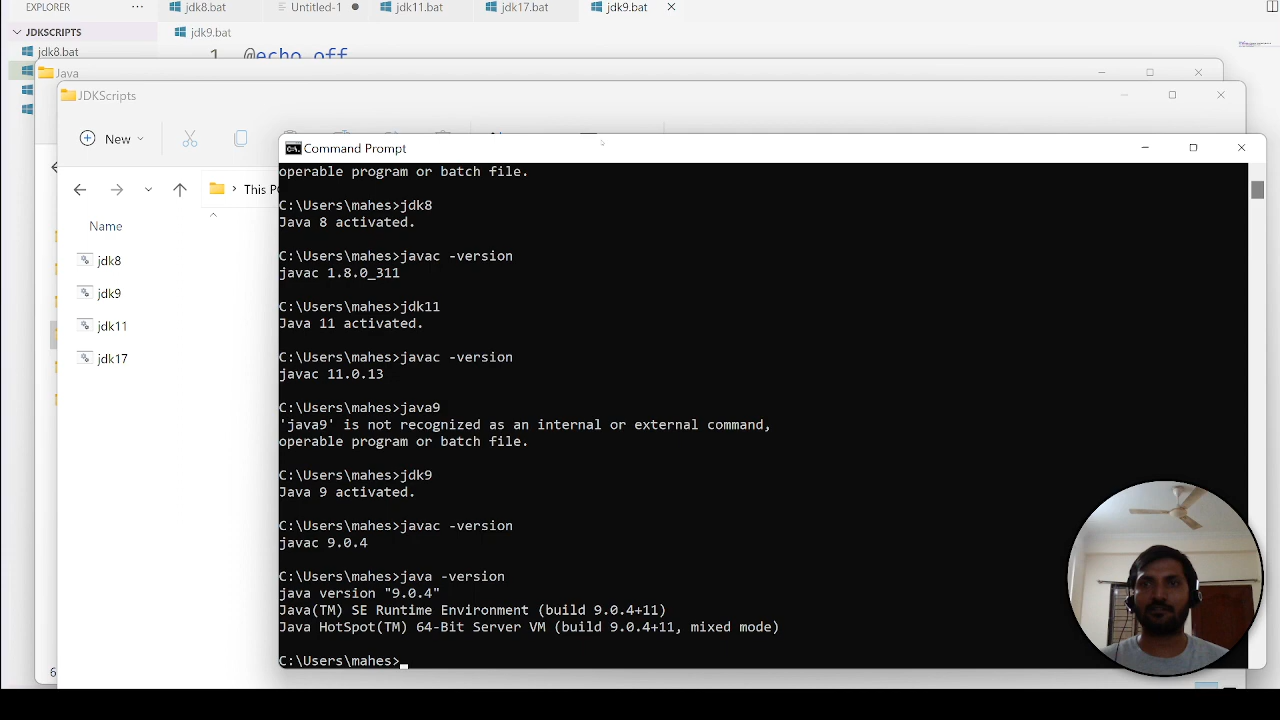 EXPLORER
jdk8.bat
Untitled-1
jdk11.bat
jdk17.bat
jdk9.bat
JDKSCRIPTS
jdk9.bat
jdk8.bat
1 @echo off
Java
JDKScripts
New
This P
Name
jdk8
jdk9
jdk11
jdk17
6
Command Prompt
operable program or batch file.
C:\Users\mahes>jdk8
Java 8 activated.
C:\Users\mahes>javac -version
javac 1.8.0_311
C:\Users\mahes>jdk11
Java 11 activated.
C:\Users\mahes>javac -version
javac 11.0.13
C:\Users\mahes>java9
'java9' is not recognized as an internal or external command,
operable program or batch file.
C:\Users\mahes>jdk9
Java 9 activated.
C:\Users\mahes>javac -version
javac 9.0.4
C:\Users\mahes>java -version
java version "9.0.4"
Java(TM) SE Runtime Environment (build 9.0.4+11)
Java HotSpot(TM) 64-Bit Server VM (build 9.0.4+11, mixed mode)
C:\Users\mahes>